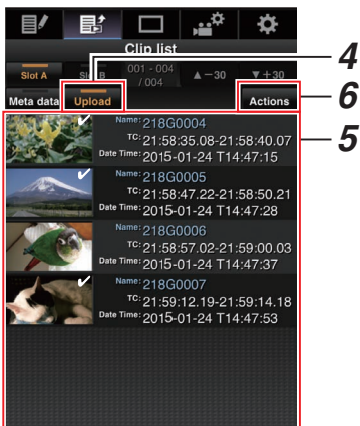 Clip list
Slot A
Slot B
001 - 004
/ 004
▲-30
▼+30
Meta data
Upload
Actions
Name: 218G0004
TC: 21:58:35.08-21:58:40.07
Date Time: 2015-01-24 T14:47:15
Name: 218G0005
TC: 21:58:47.22-21:58:50.21
Date Time: 2015-01-24 T14:47:28
Name: 218G0006
TC: 21:58:57.02-21:59:00.03
Date Time: 2015-01-24 T14:47:37
Name: 218G0007
TC: 21:59:12.19-21:59:14.18
Date Time: 2015-01-24 T14:47:53
4
6
5